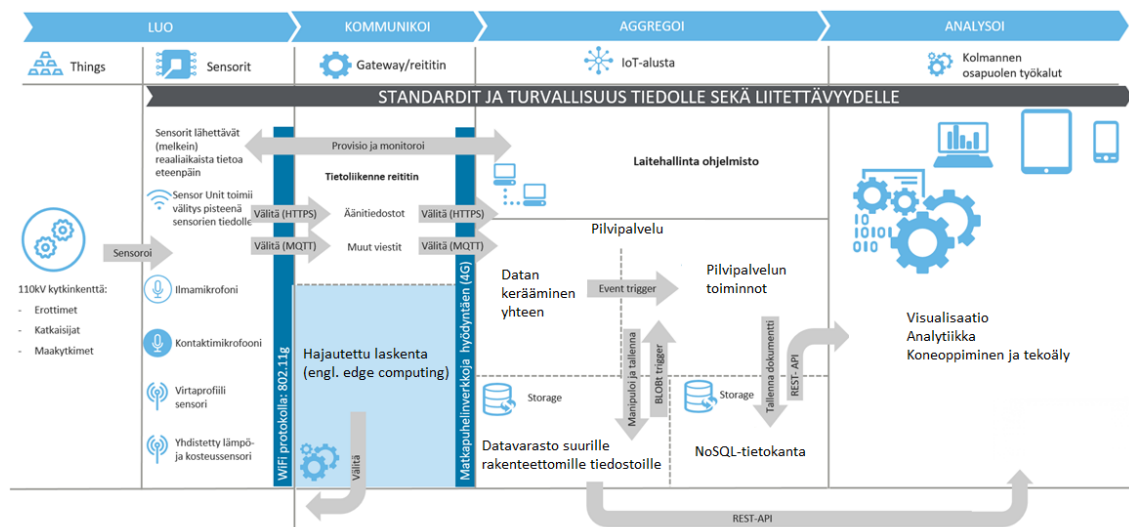 LUO
KOMMUNIKOI
AGGREGOI
ANALYSOI
Things
Sensorit
Gateway/reititin
IoT-alusta
Kolmannen
osapuolen työkalut
STANDARDIT JA TURVALLISUUS TIEDOLLE SEKÄ LIITETTÄVYYDELLE
Sensorit lähettävät
(melkein)
reaaliaikaista tietoa
eteenpäin
Sensor Unit toimii
välitys pisteenä
sensorien tiedolle
Sensoroi
110kV kytkinkenttä:
- Erottimet
- Katkaisijat
- Maakytkimet
Ilmamikrofoni
Kontaktimikrofooni
Virtaprofiili
sensori
Yhdistetty lämpö-
ja kosteussensori
WiFi protokolla: 802.11g
Provisio ja monitoroi
Tietoliikenne reititin
Välitä (HTTPS)
Äänitiedostot
Välitä (HTTPS)
Välitä (MQTT)
Muut viestit
Välitä (MQTT)
Hajautettu laskenta
(engl. edge computing)
Välitä
Matkapuhelinverkkoja hyödyntäen (4G)
Laitehallinta ohjelmisto
Pilvipalvelu
Datan
kerääminen
yhteen
Event trigger
Pilvipalvelun
toiminnot
Manipuloi ja tallenna
BLOBt trigger
Tallenna dokumentti
REST- API
Storage
Storage
Datavarasto suurille
rakenteettomille tiedostoille
NoSQL-tietokanta
01
10101
010
Visualisaatio
Analytiikka
Koneoppiminen ja tekoäly
REST-API